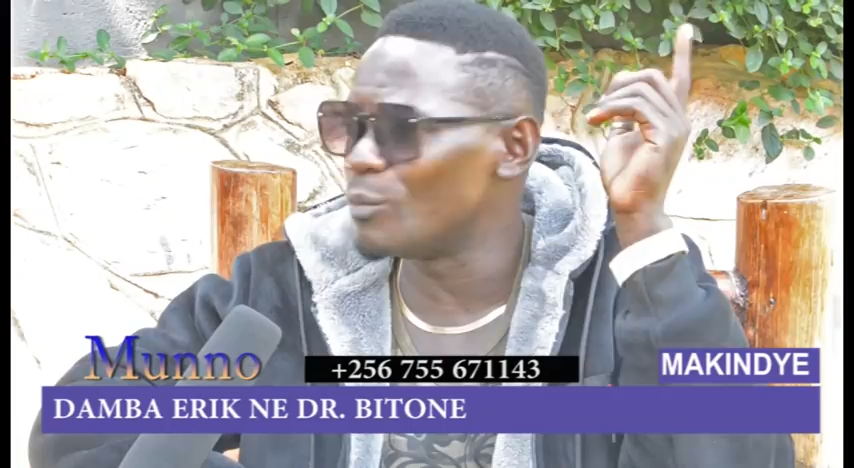 Munno
+256 755 671143
MAKINDYE
DAMBA ERIK NE DR. BITONE